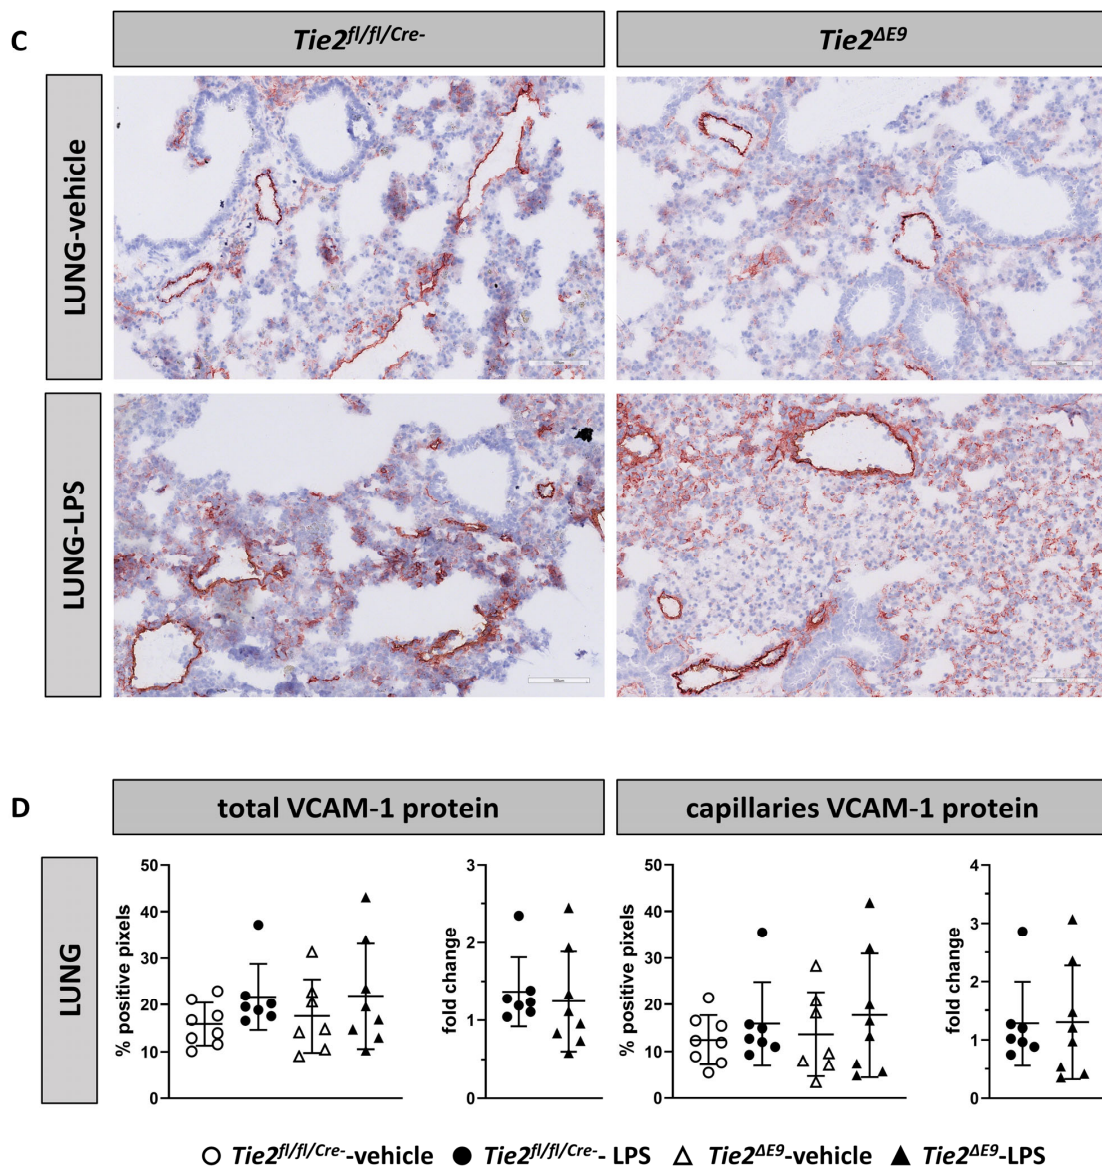 C
Tie2fl/fl/Cre-
Tie2ΔE9
LUNG-vehicle
LUNG-LPS
D
total VCAM-1 protein
capillaries VCAM-1 protein
LUNG
% positive pixels
50
40
30
20
10
0
fold change
3
2
1
0
% positive pixels
50
40
30
20
10
0
fold change
4
3
2
1
0
Tie2fl/fl/Cre--vehicle Tie2fl/fl/Cre-- LPS Tie2ΔE9-vehicle Tie2ΔE9-LPS